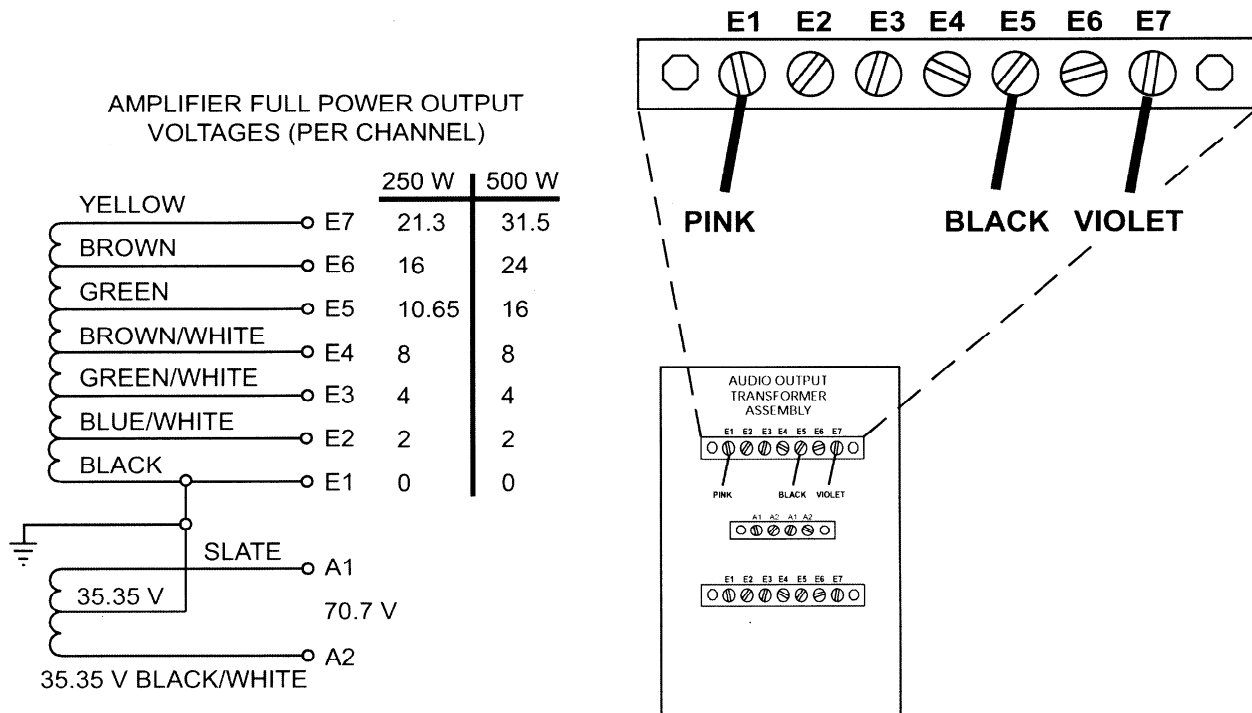 AMPLIFIER FULL POWER OUTPUT
VOLTAGES (PER CHANNEL)
250 W 500 W
YELLOW E7 21.3 31.5
BROWN E6 16 24
GREEN E5 10.65 16
BROWN/WHITE E4 8 8
GREEN/WHITE E3 4 4
BLUE/WHITE E2 2 2
BLACK E1 0 0
SLATE A1
35.35 V 70.7 V
A2
35.35 V BLACK/WHITE
E1 E2 E3 E4 E5 E6 E7
PINK BLACK VIOLET
AUDIO OUTPUT
TRANSFORMER
ASSEMBLY
E1 E2 E3 E4 E5 E6 E7
PINK BLACK VIOLET
A1 A2 A1 A2
E1 E2 E3 E4 E5 E6 E7